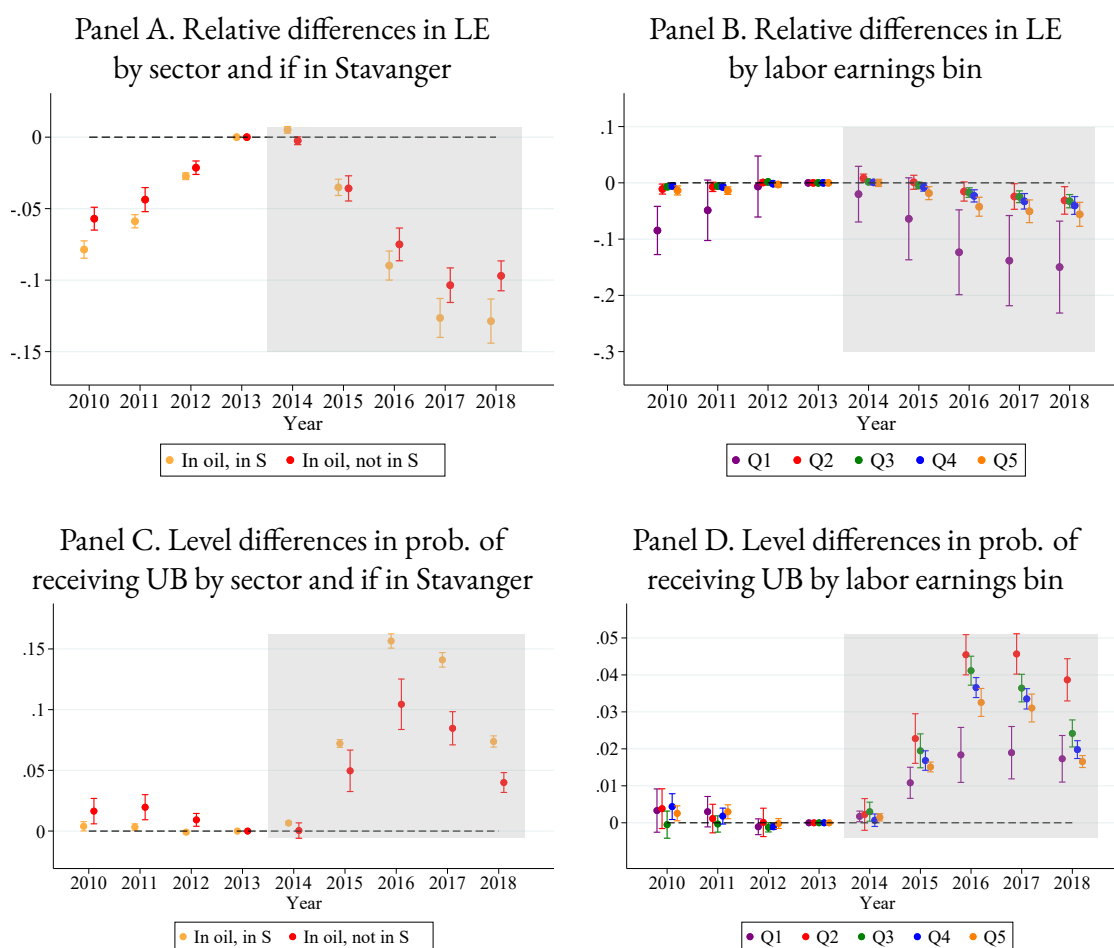 Panel A. Relative differences in LE
by sector and if in Stavanger
0
-.05
-.1
-.15
2010 2011 2012 2013 2014 2015 2016 2017 2018
Year
In oil, in S In oil, not in S
Panel B. Relative differences in LE
by labor earnings bin
.1
0
-.1
-.2
-.3
2010 2011 2012 2013 2014 2015 2016 2017 2018
Year
Q1 Q2 Q3 Q4 Q5
Panel C. Level differences in prob. of
receiving UB by sector and if in Stavanger
.15
.1
.05
0
2010 2011 2012 2013 2014 2015 2016 2017 2018
Year
In oil, in S In oil, not in S
Panel D. Level differences in prob. of
receiving UB by labor earnings bin
.05
.04
.03
.02
.01
0
2010 2011 2012 2013 2014 2015 2016 2017 2018
Year
Q1 Q2 Q3 Q4 Q5